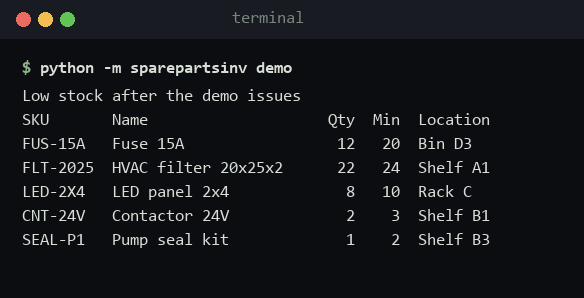 terminal
$ python -m sparepartsinv demo
Low stock after the demo issues
SKU       Name                    Qty  Min  Location
FUS-15A   Fuse 15A                 12   20  Bin D3
FLT-2025  HVAC filter 20x25x2      22   24  Shelf A1
LED-2X4   LED panel 2x4             8   10  Rack C
CNT-24V   Contactor 24V             2    3  Shelf B1
SEAL-P1   Pump seal kit             1    2  Shelf B3